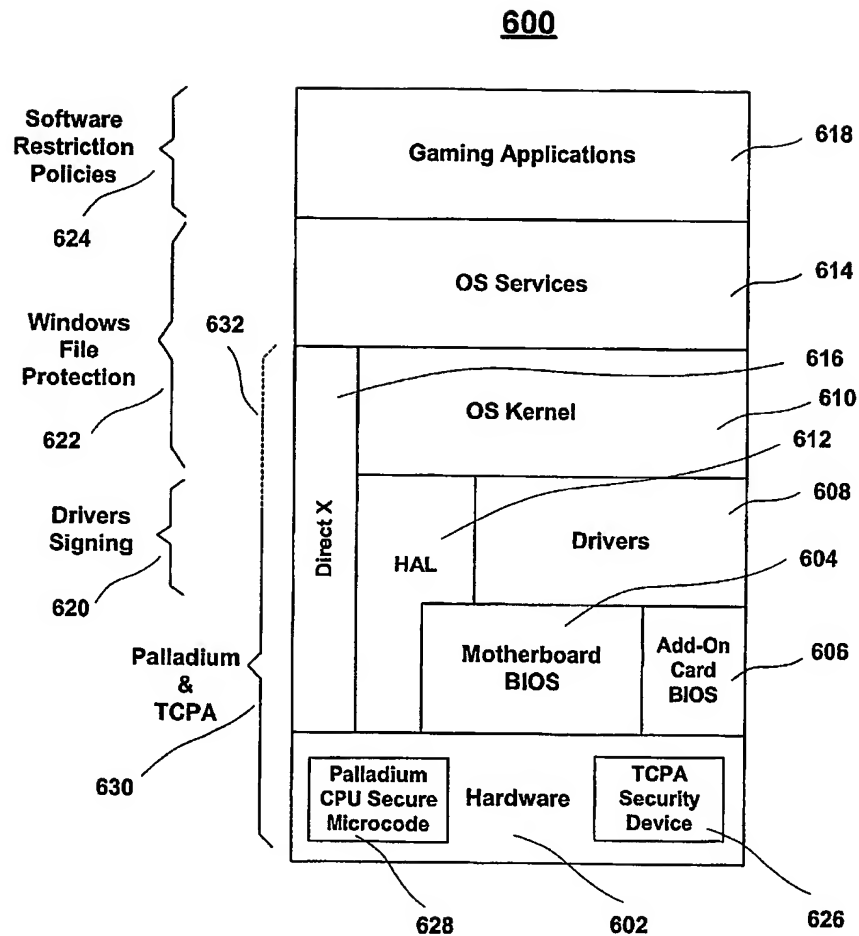 600
Software
Restriction
Policies
624
Gaming Applications
618
OS Services
614
Windows
File
Protection
622
632
616
OS Kernel
610
612
Drivers
Signing
620
Direct X
HAL
Drivers
608
604
Motherboard
BIOS
Add-On
Card
BIOS
606
Palladium
&
TCPA
630
Palladium
CPU Secure
Microcode
Hardware
TCPA
Security
Device
628
602
626